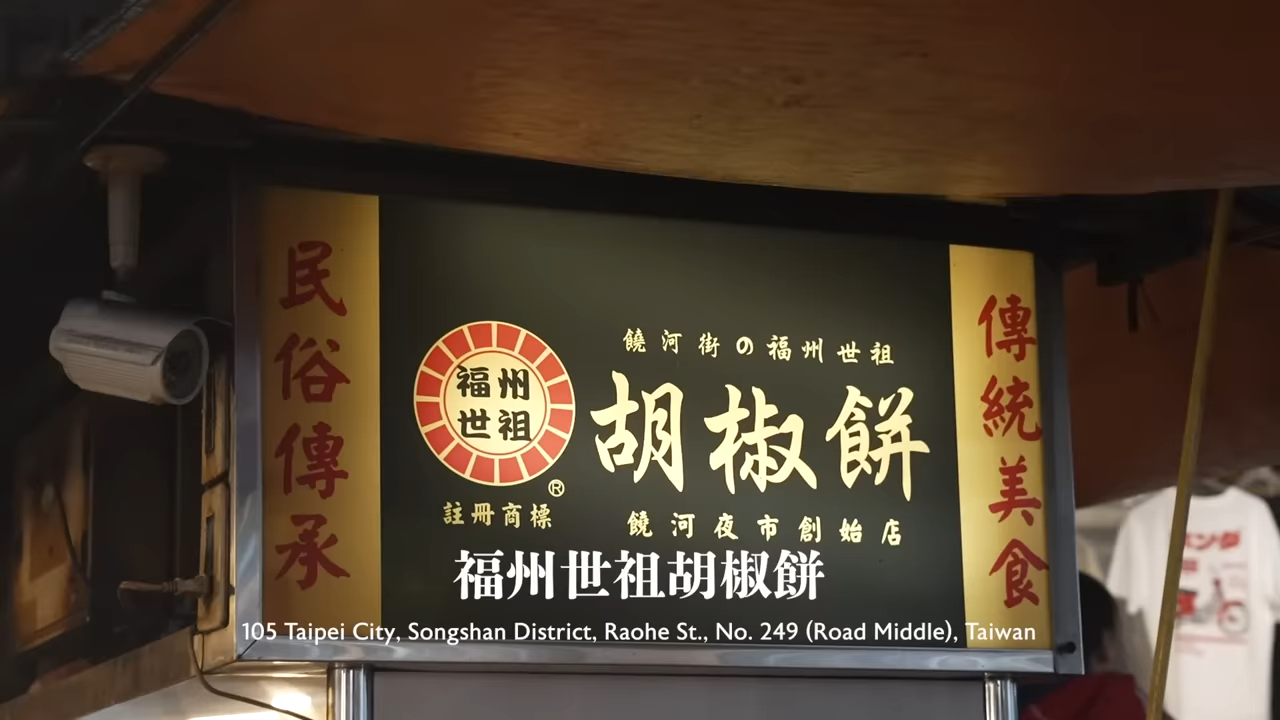 民俗傳承
福州
世祖
®
註冊商標
饒河街の福州世祖
胡椒餅
饒河夜市創始店
傳統美食
福州世祖胡椒餅
105 Taipei City, Songshan District, Raohe St., No. 249 (Road Middle), Taiwan